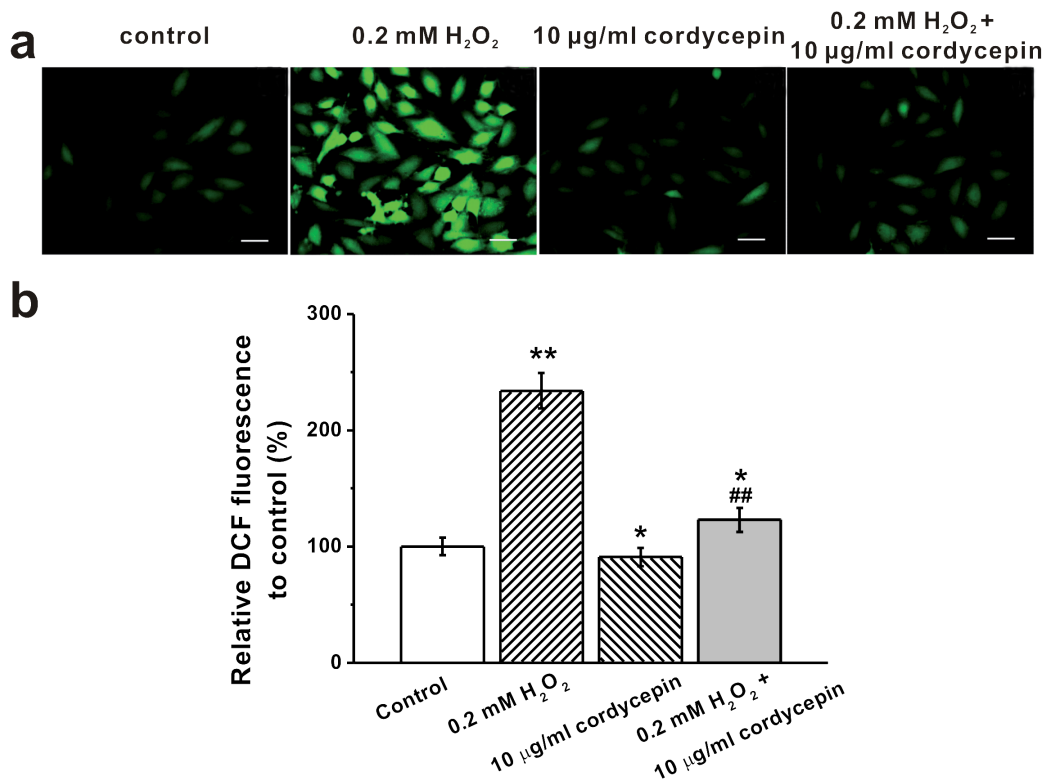 a
control
0.2 mM H₂O₂
10 μg/ml cordycepin
0.2 mM H₂O₂ +
10 μg/ml cordycepin
b
Relative DCF fluorescence
to control (%)
300
200
100
0
**
*
*
##
Control
0.2 mM H₂O₂
10 μg/ml cordycepin
0.2 mM H₂O₂ +
10 μg/ml cordycepin